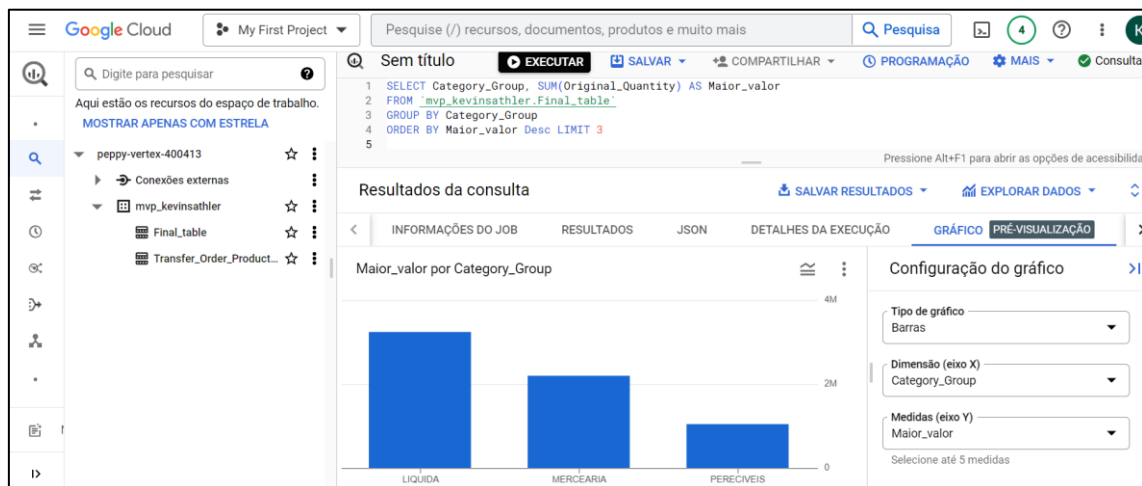 Google Cloud
My First Project
Pesquise (/) recursos, documentos, produtos e muito mais
Pesquisa
4
K
Digite para pesquisar
Aqui estão os recursos do espaço de trabalho.
MOSTRAR APENAS COM ESTRELA
peppy-vertex-400413
Conexões externas
mvp_kevinsathler
Final_table
Transfer_Order_Product...
Sem título
EXECUTAR
SALVAR
COMPARTILHAR
PROGRAMAÇÃO
MAIS
Consulta
1 SELECT Category_Group, SUM(Original_Quantity) AS Maior_valor
2 FROM `mvp_kevinsathler.Final_table`
3 GROUP BY Category_Group
4 ORDER BY Maior_valor Desc LIMIT 3
5
Pressione Alt+F1 para abrir as opções de acessibilida
Resultados da consulta
SALVAR RESULTADOS
EXPLORAR DADOS
INFORMAÇÕES DO JOB
RESULTADOS
JSON
DETALHES DA EXECUÇÃO
GRÁFICO PRÉ-VISUALIZAÇÃO
Maior_valor por Category_Group
4M
2M
0
LIQUIDA
MERCEARIA
PERECIVEIS
Configuração do gráfico
Tipo de gráfico
Barras
Dimensão (eixo X)
Category_Group
Medidas (eixo Y)
Maior_valor
Selecione até 5 medidas